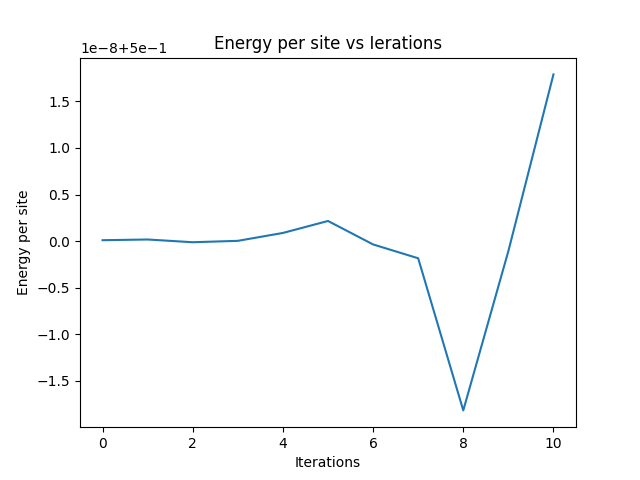 Energy per site vs Ierations
1e−8+5e−1
1.5
1.0
0.5
0.0
−0.5
−1.0
−1.5
Energy per site
0 2 4 6 8 10
Iterations